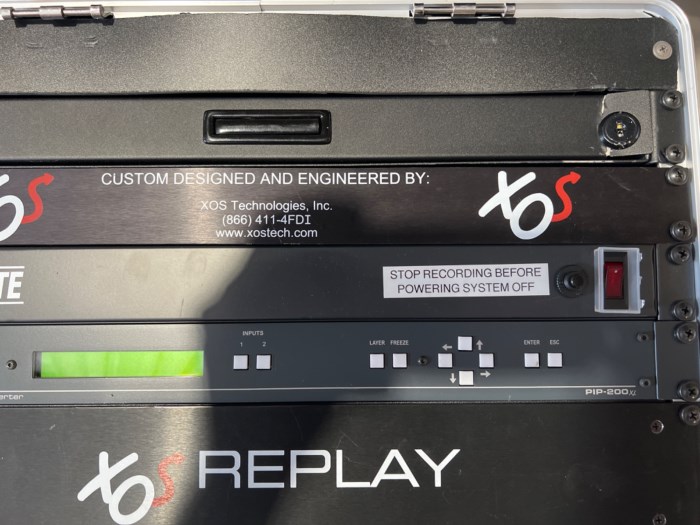 XOS
CUSTOM DESIGNED AND ENGINEERED BY:
XOS Technologies, Inc.
(866) 411-4FDI
www.xostech.com
XOS
TE
STOP RECORDING BEFORE
POWERING SYSTEM OFF
INPUTS
1 2
LAYER FREEZE
ENTER ESC
erter
PIP-200xi
XOS REPLAY